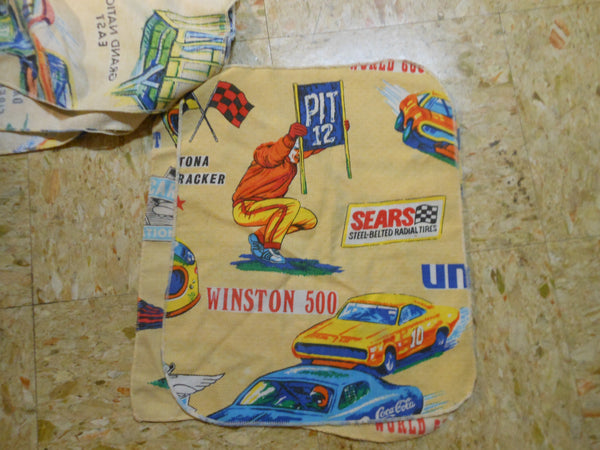 WORLD 600
GRAND
EAST
PIT
12
TONA
RACKER
SEARS
STEEL-BELTED RADIAL TIRES
UN
WINSTON 500
10
Coca-Cola
WORLD 6